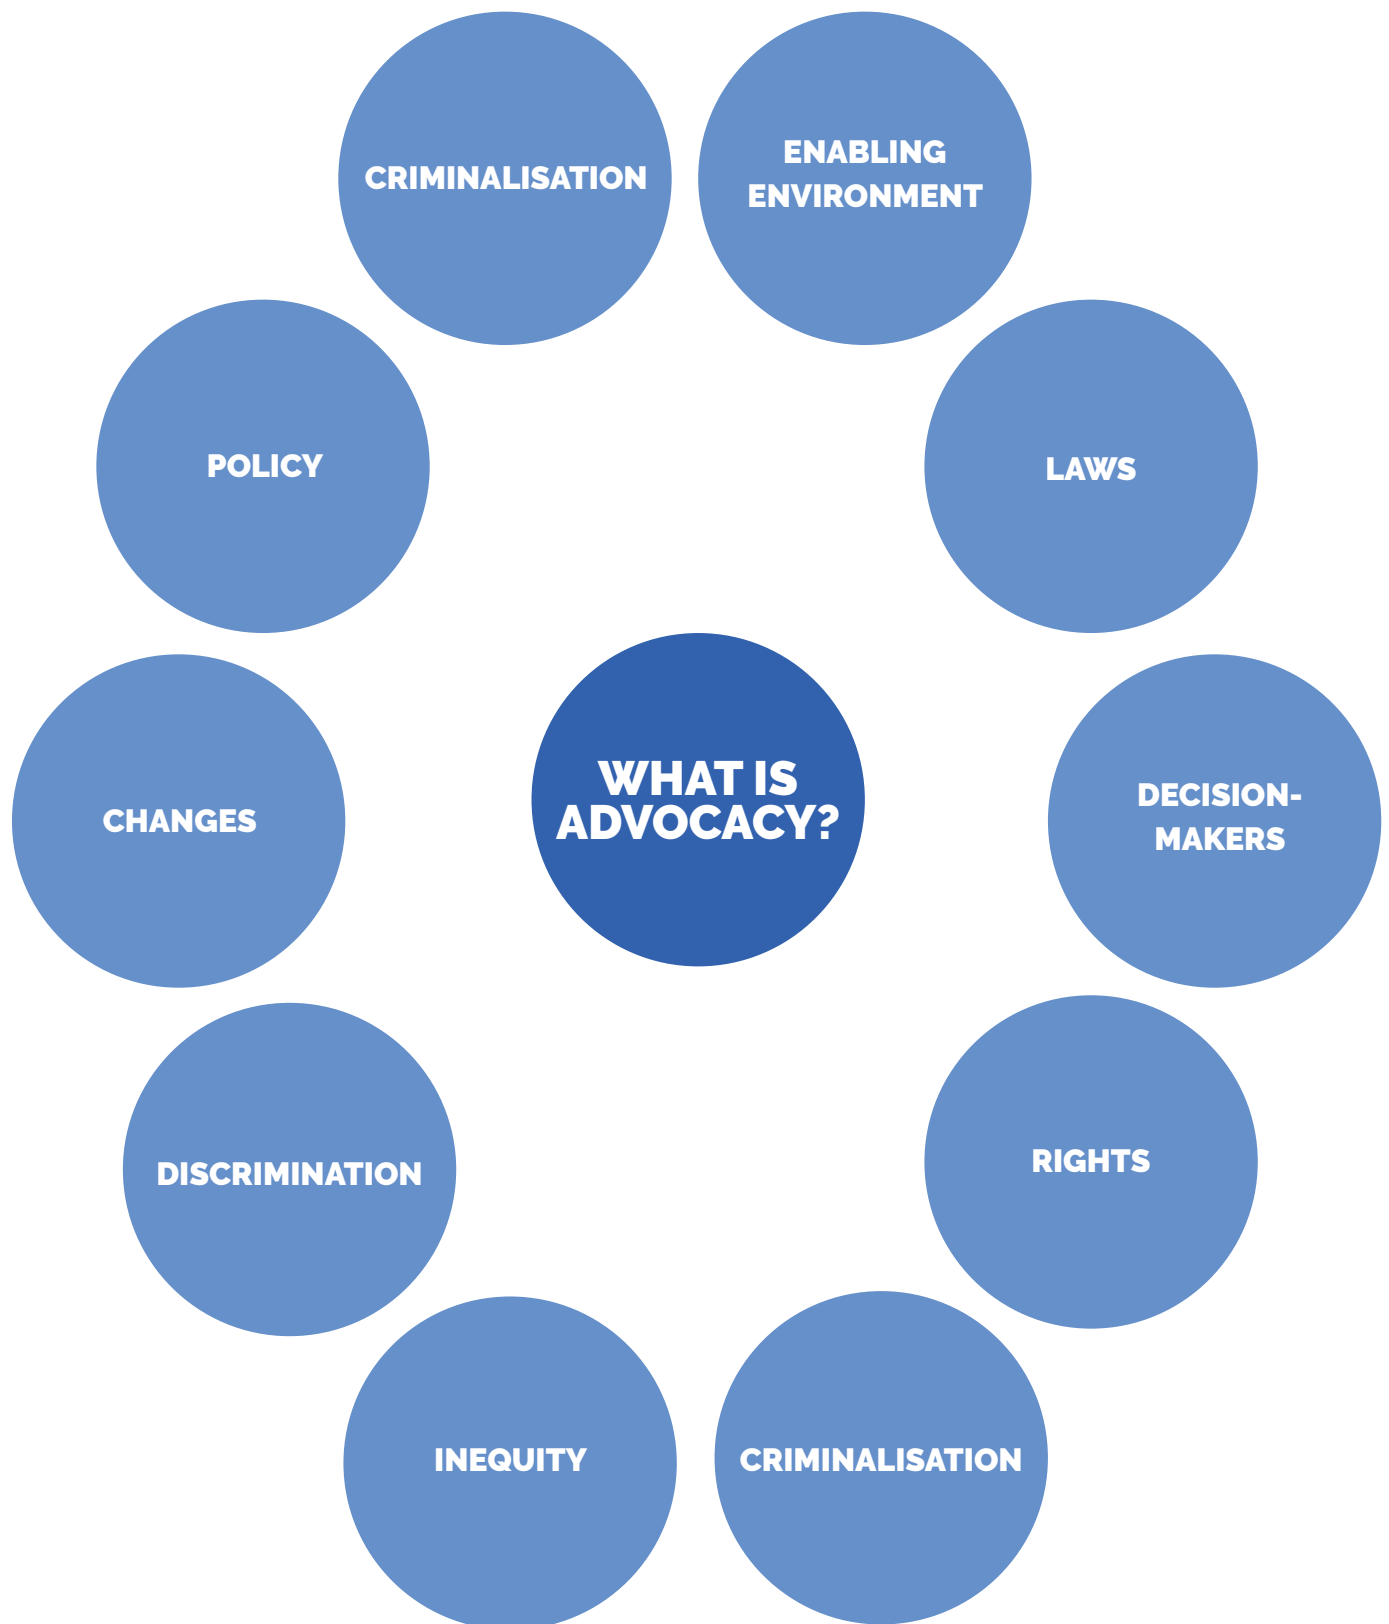 CRIMINALISATION
ENABLING
ENVIRONMENT
POLICY
LAWS
CHANGES
WHAT IS
ADVOCACY?
DECISION-
MAKERS
DISCRIMINATION
RIGHTS
INEQUITY
CRIMINALISATION